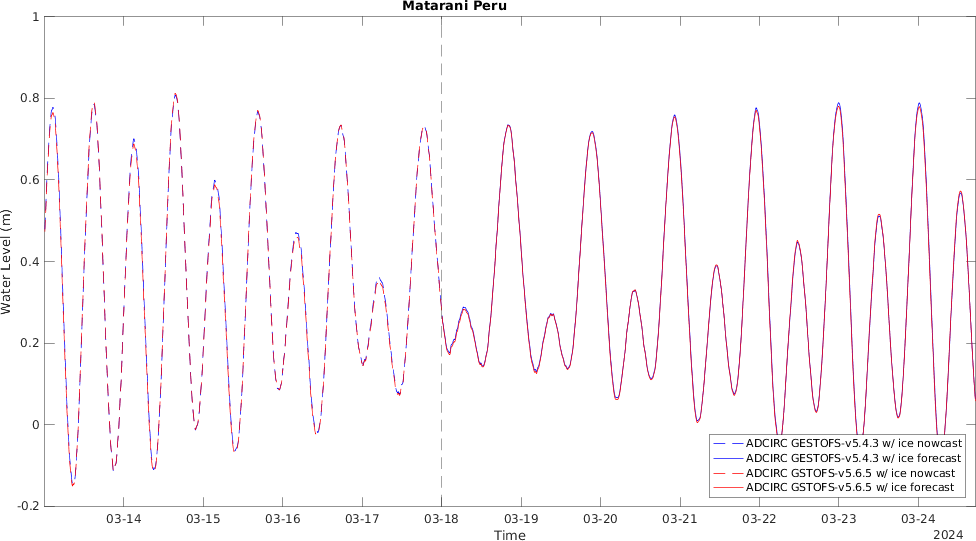 Matarani Peru
1
0.8
0.6
0.4
0.2
0
-0.2
Water Level (m)
03-14 03-15 03-16 03-17 03-18 03-19 03-20 03-21 03-22 03-23 03-24
Time
2024
ADCIRC GESTOFS-v5.4.3 w/ ice nowcast
ADCIRC GESTOFS-v5.4.3 w/ ice forecast
ADCIRC GSTOFS-v5.6.5 w/ ice nowcast
ADCIRC GSTOFS-v5.6.5 w/ ice forecast